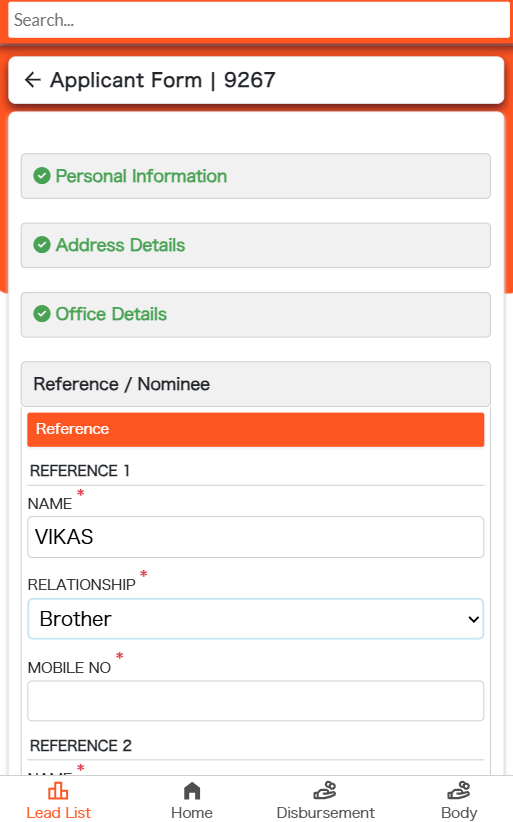 Search...
Applicant Form | 9267
Personal Information
Address Details
Office Details
Reference / Nominee
Reference
REFERENCE 1
NAME *
VIKAS
RELATIONSHIP *
Brother
MOBILE NO *
REFERENCE 2
NAME *
Lead List
Home
Disbursement
Body